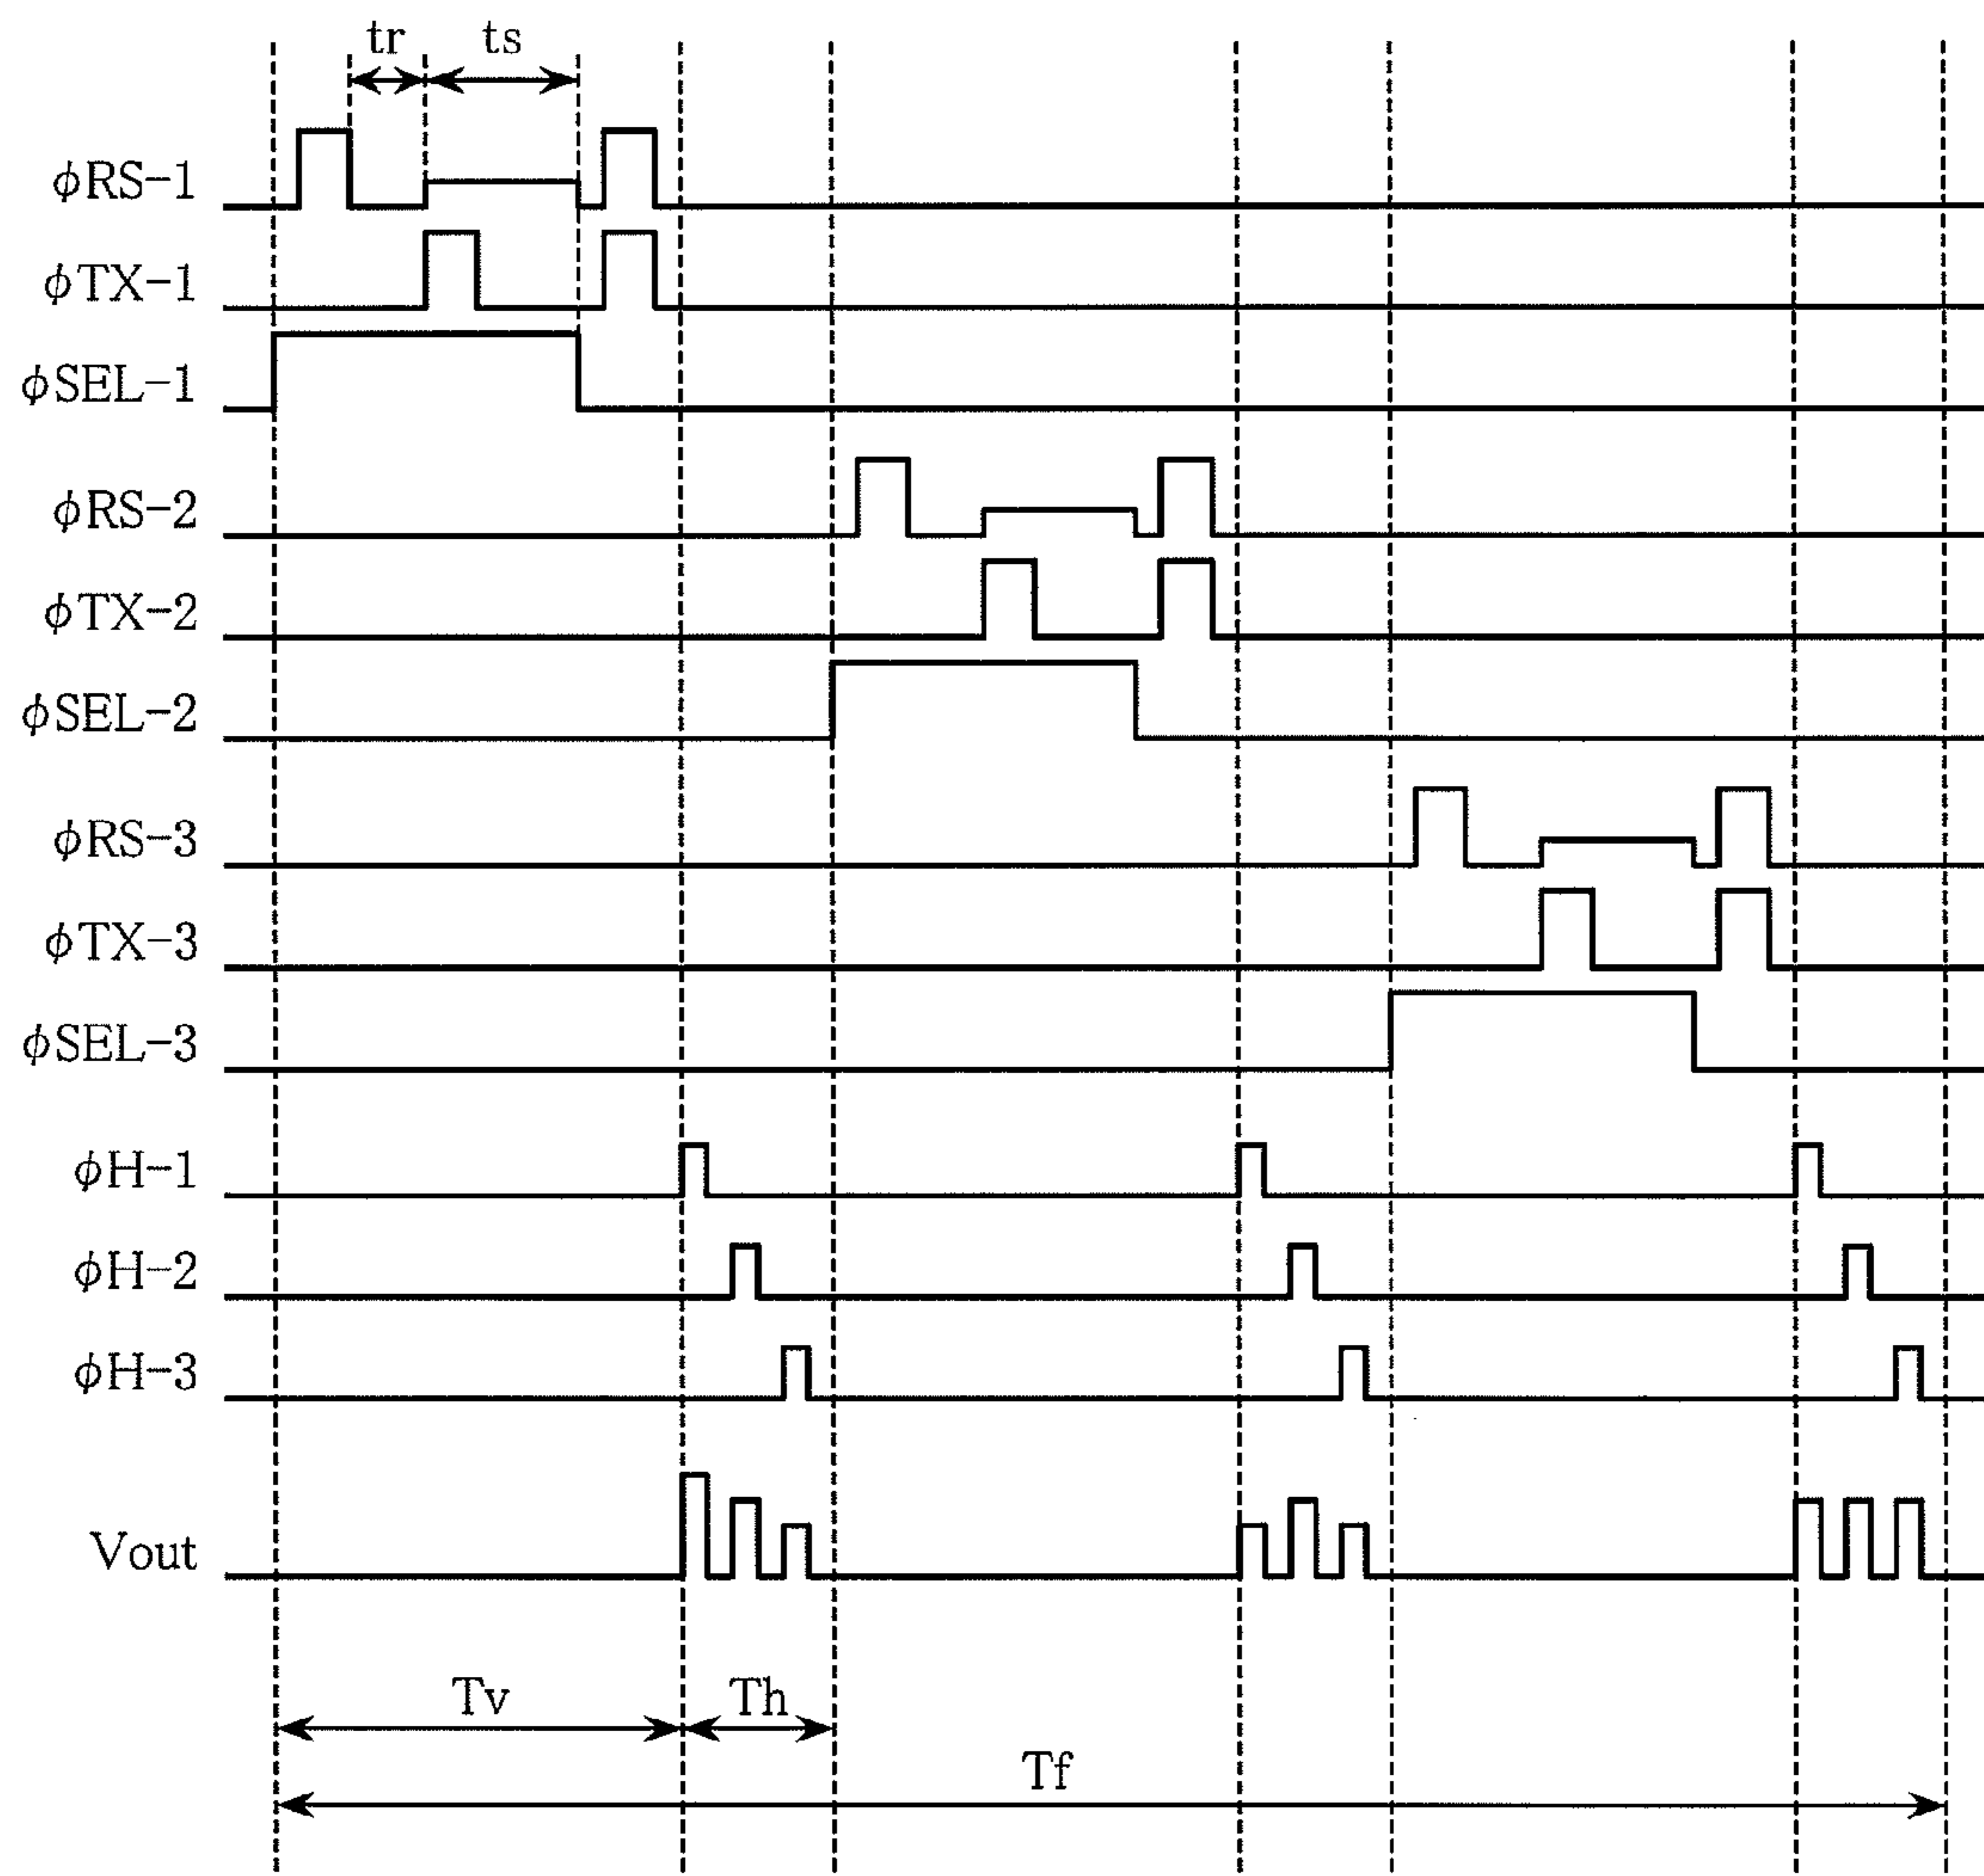 tr ts
φRS-1
φTX-1
φSEL-1
φRS-2
φTX-2
φSEL-2
φRS-3
φTX-3
φSEL-3
φH-1
φH-2
φH-3
Vout
Tv Th
Tf